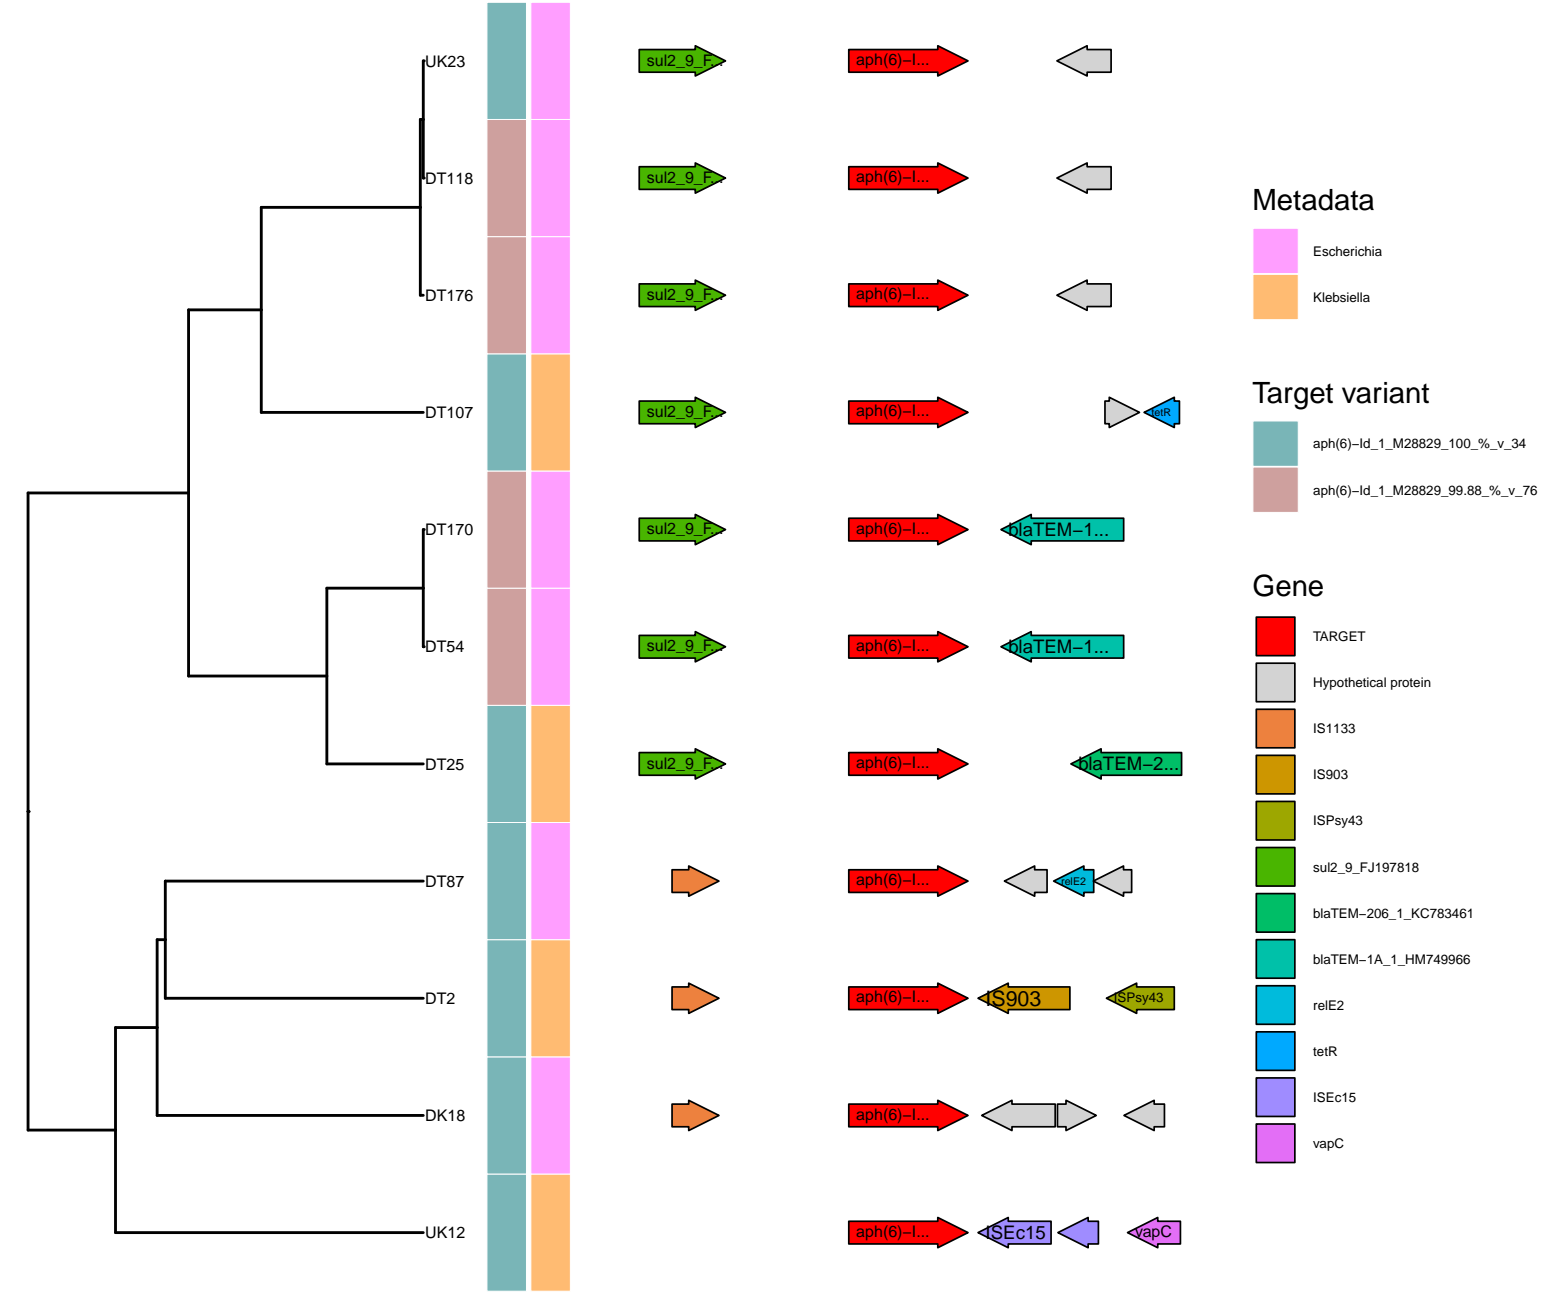 UK23
sul2_9_F...
aph(6)−I...
DT118
sul2_9_F...
aph(6)−I...
DT176
sul2_9_F...
aph(6)−I...
DT107
sul2_9_F...
aph(6)−I...
tetR
DT170
sul2_9_F...
aph(6)−I...
blaTEM−1...
DT54
sul2_9_F...
aph(6)−I...
blaTEM−1...
DT25
sul2_9_F...
aph(6)−I...
blaTEM−2...
DT87
aph(6)−I...
relE2
DT2
aph(6)−I...
IS903
ISPsy43
DK18
aph(6)−I...
UK12
aph(6)−I...
ISEc15
vapC
Metadata
Escherichia
Klebsiella
Target variant
aph(6)−Id_1_M28829_100_%_v_34
aph(6)−Id_1_M28829_99.88_%_v_76
Gene
TARGET
Hypothetical protein
IS1133
IS903
ISPsy43
sul2_9_FJ197818
blaTEM−206_1_KC783461
blaTEM−1A_1_HM749966
relE2
tetR
ISEc15
vapC